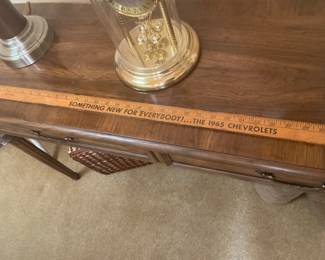 SOMETHING NEW FOR EVERYBODY!...THE 1965 CHEVROLETS